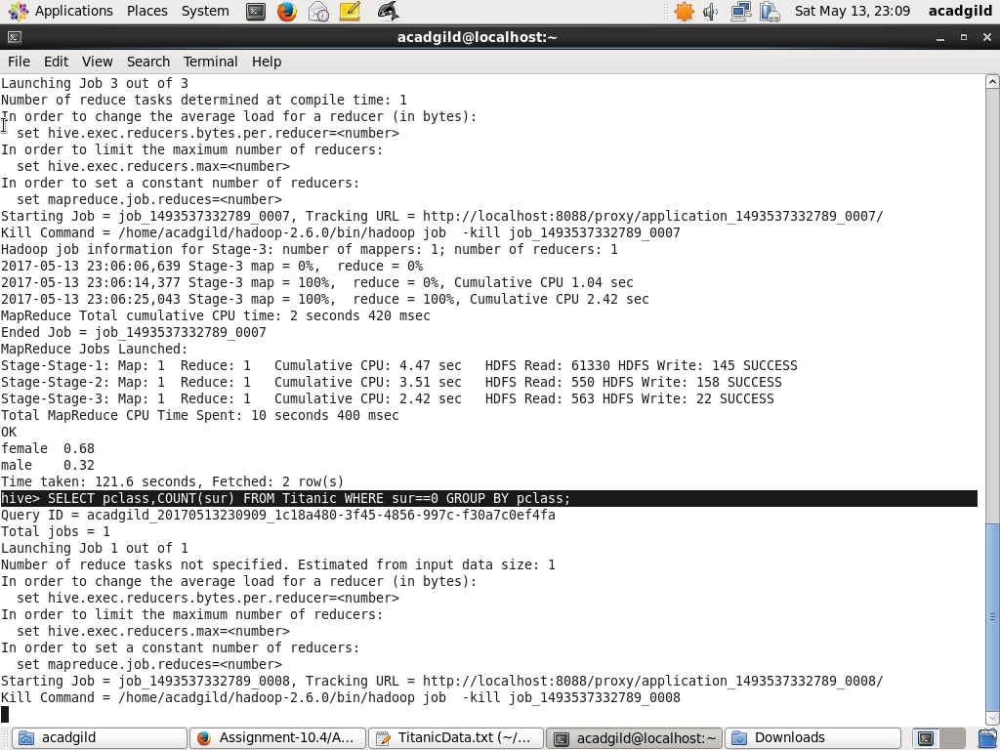 Applications Places System Sat May 13, 23:09 acadgild
acadgild@localhost:~
File Edit View Search Terminal Help
Launching Job 3 out of 3
Number of reduce tasks determined at compile time: 1
In order to change the average load for a reducer (in bytes):
  set hive.exec.reducers.bytes.per.reducer=<number>
In order to limit the maximum number of reducers:
  set hive.exec.reducers.max=<number>
In order to set a constant number of reducers:
  set mapreduce.job.reduces=<number>
Starting Job = job_1493537332789_0007, Tracking URL = http://localhost:8088/proxy/application_1493537332789_0007/
Kill Command = /home/acadgild/hadoop-2.6.0/bin/hadoop job  -kill job_1493537332789_0007
Hadoop job information for Stage-3: number of mappers: 1; number of reducers: 1
2017-05-13 23:06:06,639 Stage-3 map = 0%,  reduce = 0%
2017-05-13 23:06:14,377 Stage-3 map = 100%,  reduce = 0%, Cumulative CPU 1.04 sec
2017-05-13 23:06:25,043 Stage-3 map = 100%,  reduce = 100%, Cumulative CPU 2.42 sec
MapReduce Total cumulative CPU time: 2 seconds 420 msec
Ended Job = job_1493537332789_0007
MapReduce Jobs Launched:
Stage-Stage-1: Map: 1  Reduce: 1   Cumulative CPU: 4.47 sec   HDFS Read: 61330 HDFS Write: 145 SUCCESS
Stage-Stage-2: Map: 1  Reduce: 1   Cumulative CPU: 3.51 sec   HDFS Read: 550 HDFS Write: 158 SUCCESS
Stage-Stage-3: Map: 1  Reduce: 1   Cumulative CPU: 2.42 sec   HDFS Read: 563 HDFS Write: 22 SUCCESS
Total MapReduce CPU Time Spent: 10 seconds 400 msec
OK
female  0.68
male    0.32
Time taken: 121.6 seconds, Fetched: 2 row(s)
hive> SELECT pclass,COUNT(sur) FROM Titanic WHERE sur==0 GROUP BY pclass;
Query ID = acadgild_20170513230909_1c18a480-3f45-4856-997c-f30a7c0ef4fa
Total jobs = 1
Launching Job 1 out of 1
Number of reduce tasks not specified. Estimated from input data size: 1
In order to change the average load for a reducer (in bytes):
  set hive.exec.reducers.bytes.per.reducer=<number>
In order to limit the maximum number of reducers:
  set hive.exec.reducers.max=<number>
In order to set a constant number of reducers:
  set mapreduce.job.reduces=<number>
Starting Job = job_1493537332789_0008, Tracking URL = http://localhost:8088/proxy/application_1493537332789_0008/
Kill Command = /home/acadgild/hadoop-2.6.0/bin/hadoop job  -kill job_1493537332789_0008
acadgild Assignment-10.4/A... TitanicData.txt (~/... acadgild@localhost:~ Downloads